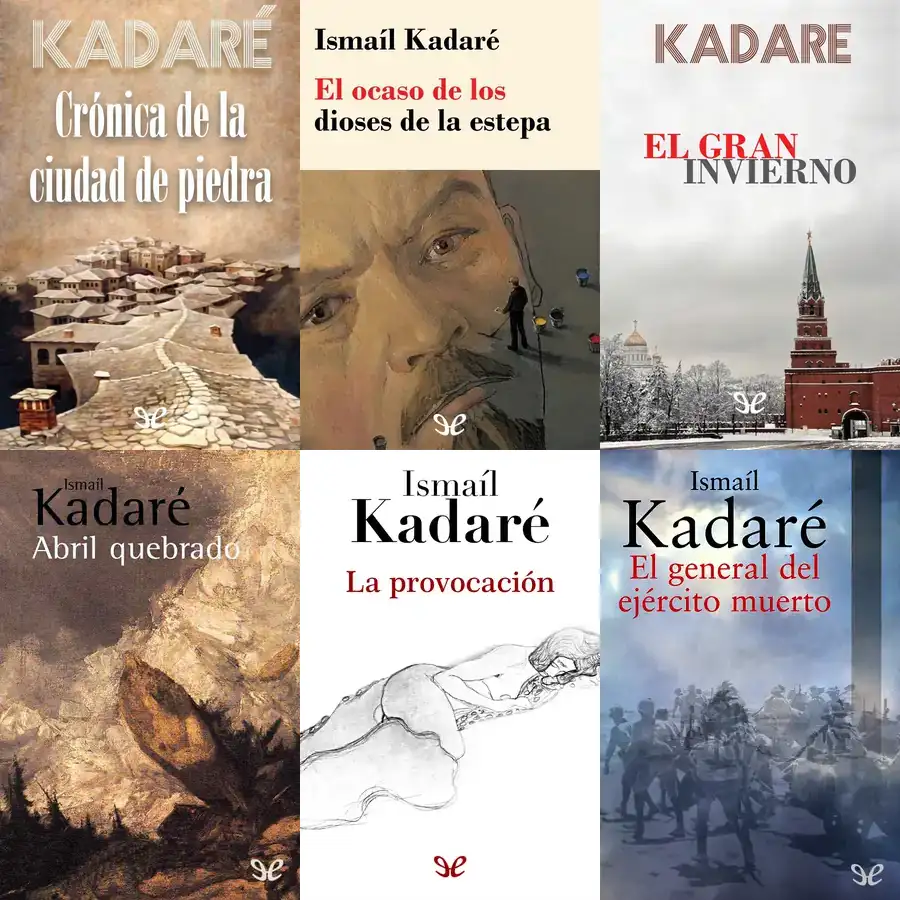 KADARÉ
Crónica de la
ciudad de piedra
Ismaíl Kadaré
El ocaso de los
dioses de la estepa
KADARE
EL GRAN
INVIERNO
Ismaíl
Kadaré
Abril quebrado
Ismaíl
Kadaré
La provocación
Ismaíl
Kadaré
El general del
ejército muerto